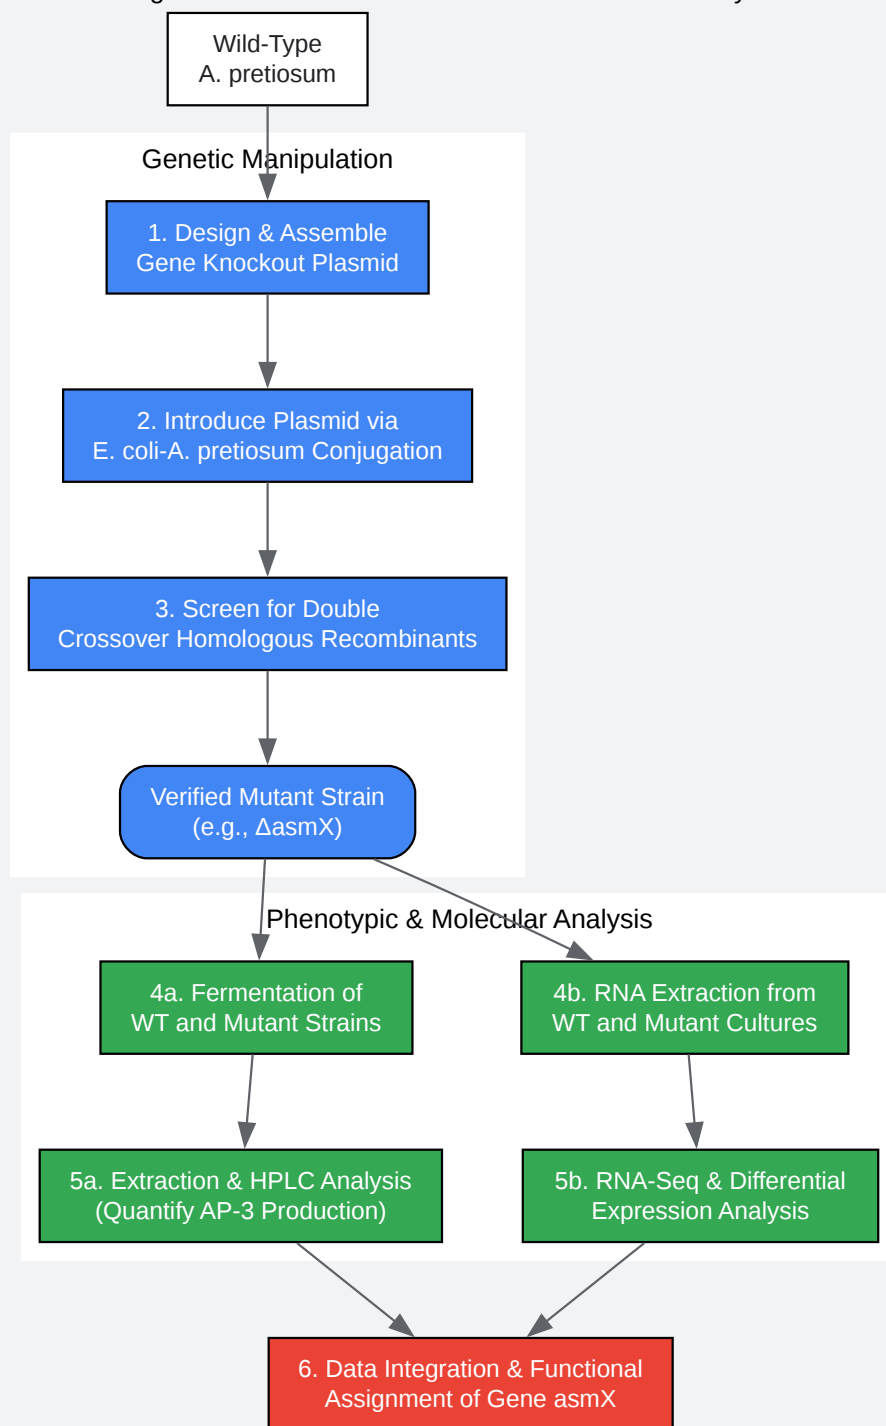 Wild-Type
A. pretiosum
Genetic Manipulation
1. Design & Assemble
Gene Knockout Plasmid
2. Introduce Plasmid via
E. coli-A. pretiosum Conjugation
3. Screen for Double
Crossover Homologous Recombinants
Verified Mutant Strain
(e.g., ΔasmX)
Phenotypic & Molecular Analysis
4a. Fermentation of
WT and Mutant Strains
4b. RNA Extraction from
WT and Mutant Cultures
5a. Extraction & HPLC Analysis
(Quantify AP-3 Production)
5b. RNA-Seq & Differential
Expression Analysis
6. Data Integration & Functional
Assignment of Gene asmX